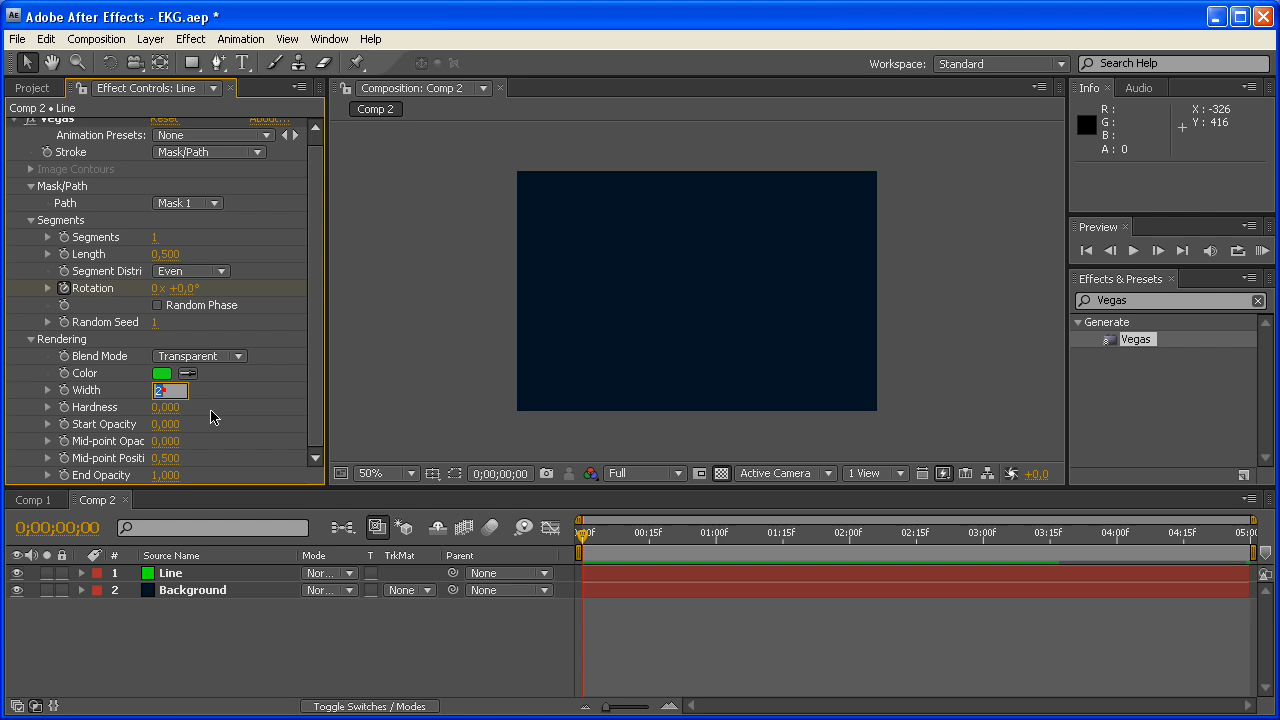 Adobe After Effects - EKG.aep *
File Edit Composition Layer Effect Animation View Window Help
Workspace: Standard Search Help
Project Effect Controls: Line
Comp 2 • Line
Vegas Reset About...
Animation Presets: None
Stroke Mask/Path
Image Contours
Mask/Path
Path Mask 1
Segments
Segments 1
Length 0,500
Segment Distri Even
Rotation 0 x +0,0°
Random Phase
Random Seed 1
Rendering
Blend Mode Transparent
Color
Width 2
Hardness 0,000
Start Opacity 0,000
Mid-point Opac 0,000
Mid-point Positi 0,500
End Opacity 1,000
Composition: Comp 2
Comp 2
50% 0;00;00;00 Full Active Camera 1 View +0,0
Info Audio
R : X : -326
G : Y : 416
B :
A : 0
Preview
Effects & Presets
Vegas
Generate
Vegas
Comp 1 Comp 2
0;00;00;00
00:15F 01:00F 01:15F 02:00F 02:15F 03:00F 03:15F 04:00F 04:15F 05:0
# Source Name Mode T TrkMat Parent
1 Line Nor... None
2 Background Nor... None None
Toggle Switches / Modes